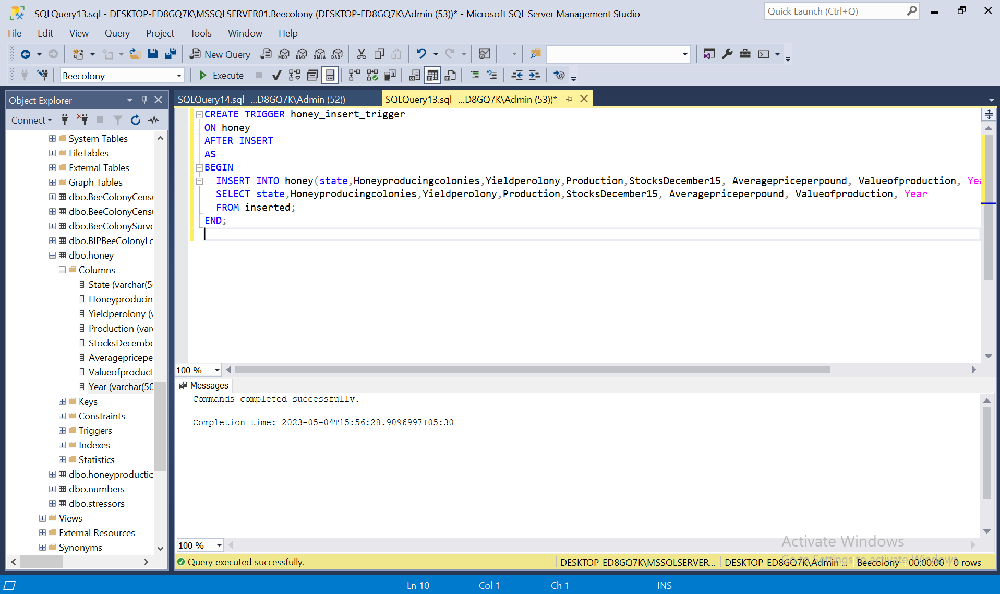 SQLQuery13.sql - DESKTOP-ED8GQ7K\MSSQLSERVER01.Beecolony (DESKTOP-ED8GQ7K\Admin (53))* - Microsoft SQL Server Management Studio
Quick Launch (Ctrl+Q)
File Edit View Query Project Tools Window Help
New Query MDX DMX XMLA DAX
Beecolony Execute
Object Explorer
Connect
System Tables
FileTables
External Tables
Graph Tables
dbo.BeeColonyCensu
dbo.BeeColonyCensu
dbo.BeeColonySurve
dbo.BIPBeeColonyLo
dbo.honey
Columns
State (varchar(50
Honeyproducin
Yieldperolony (v
Production (varc
StocksDecembe
Averagepricepe
Valueofproduct
Year (varchar(50
Keys
Constraints
Triggers
Indexes
Statistics
dbo.honeyproductio
dbo.numbers
dbo.stressors
Views
External Resources
Synonyms
SQLQuery14.sql -...D8GQ7K\Admin (52)) SQLQuery13.sql -...D8GQ7K\Admin (53))*
CREATE TRIGGER honey_insert_trigger
ON honey
AFTER INSERT
AS
BEGIN
INSERT INTO honey(state,Honeyproducingcolonies,Yieldperolony,Production,StocksDecember15, Averagepriceperpound, Valueofproduction, Yea
SELECT state,Honeyproducingcolonies,Yieldperolony,Production,StocksDecember15, Averagepriceperpound, Valueofproduction, Year
FROM inserted;
END;
100 %
Messages
Commands completed successfully.
Completion time: 2023-05-04T15:56:28.9096997+05:30
100 %
Activate Windows
Go to Settings to activate Windows.
Query executed successfully. DESKTOP-ED8GQ7K\MSSQLSERVER... DESKTOP-ED8GQ7K\Admin ... Beecolony 00:00:00 0 rows
Ln 10 Col 1 Ch 1 INS